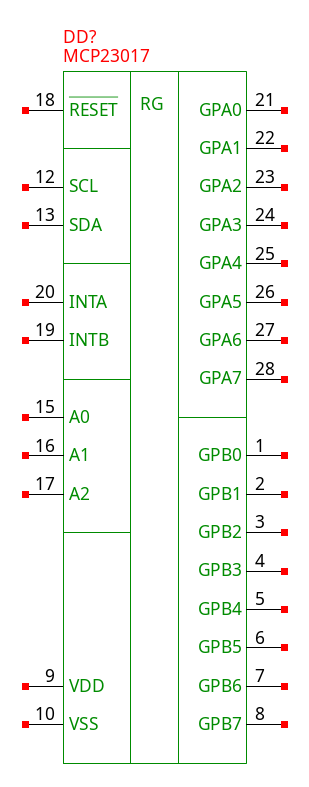 DD?
MCP23017
18 RESET RG GPA0 21
GPA1 22
12 SCL GPA2 23
13 SDA GPA3 24
GPA4 25
20 INTA GPA5 26
19 INTB GPA6 27
GPA7 28
15 A0
16 A1 GPB0 1
17 A2 GPB1 2
GPB2 3
GPB3 4
GPB4 5
GPB5 6
9 VDD GPB6 7
10 VSS GPB7 8